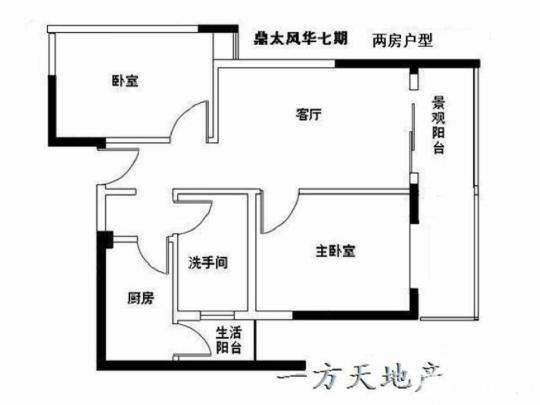 鼎太风华七期 两房户型
卧室
客厅
景观阳台
主卧室
洗手间
厨房
生活
阳台
一方天地产